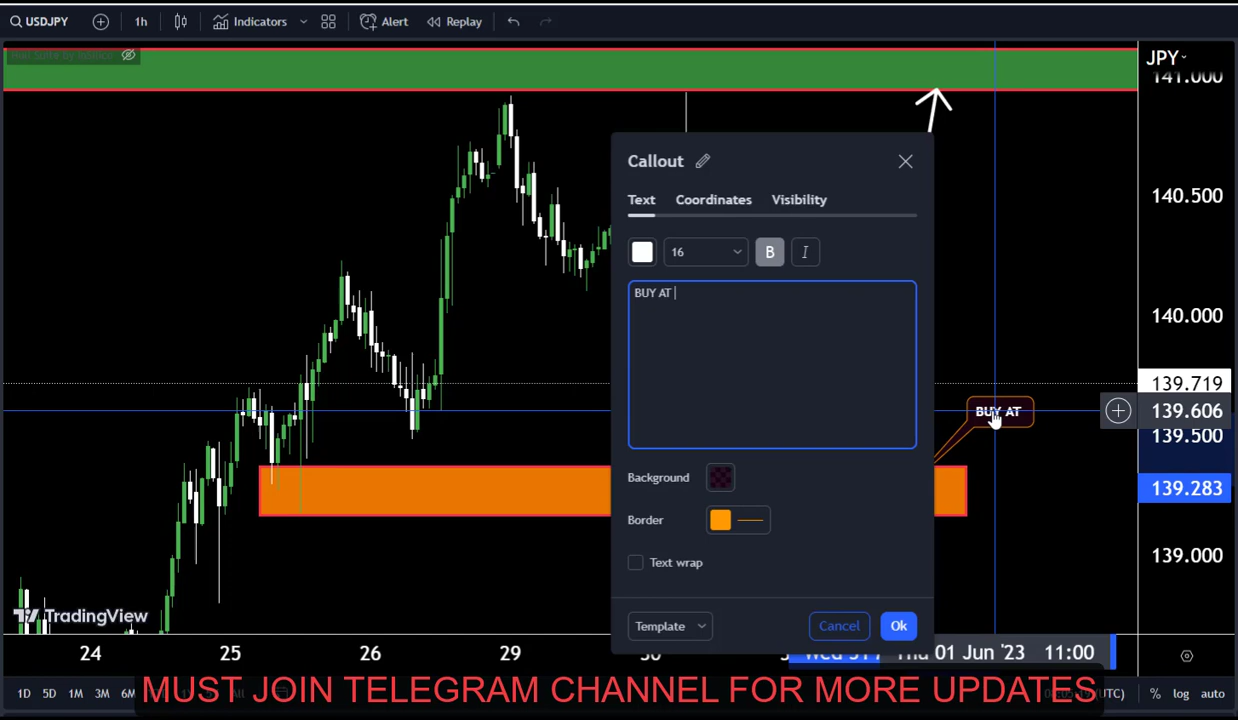 USDJPY 1h Indicators Alert Replay
JPY
141.000
Callout
Text Coordinates Visibility
140.500
16 B I
BUY AT
140.000
139.719
BUY AT
139.606
139.500
Background
139.283
Border
139.000
Text wrap
TradingView
Template Cancel Ok
24 25 26 29 30 Thu 01 Jun '23 11:00
1D 5D 1M 3M 6M (UTC) % log auto
MUST JOIN TELEGRAM CHANNEL FOR MORE UPDATES